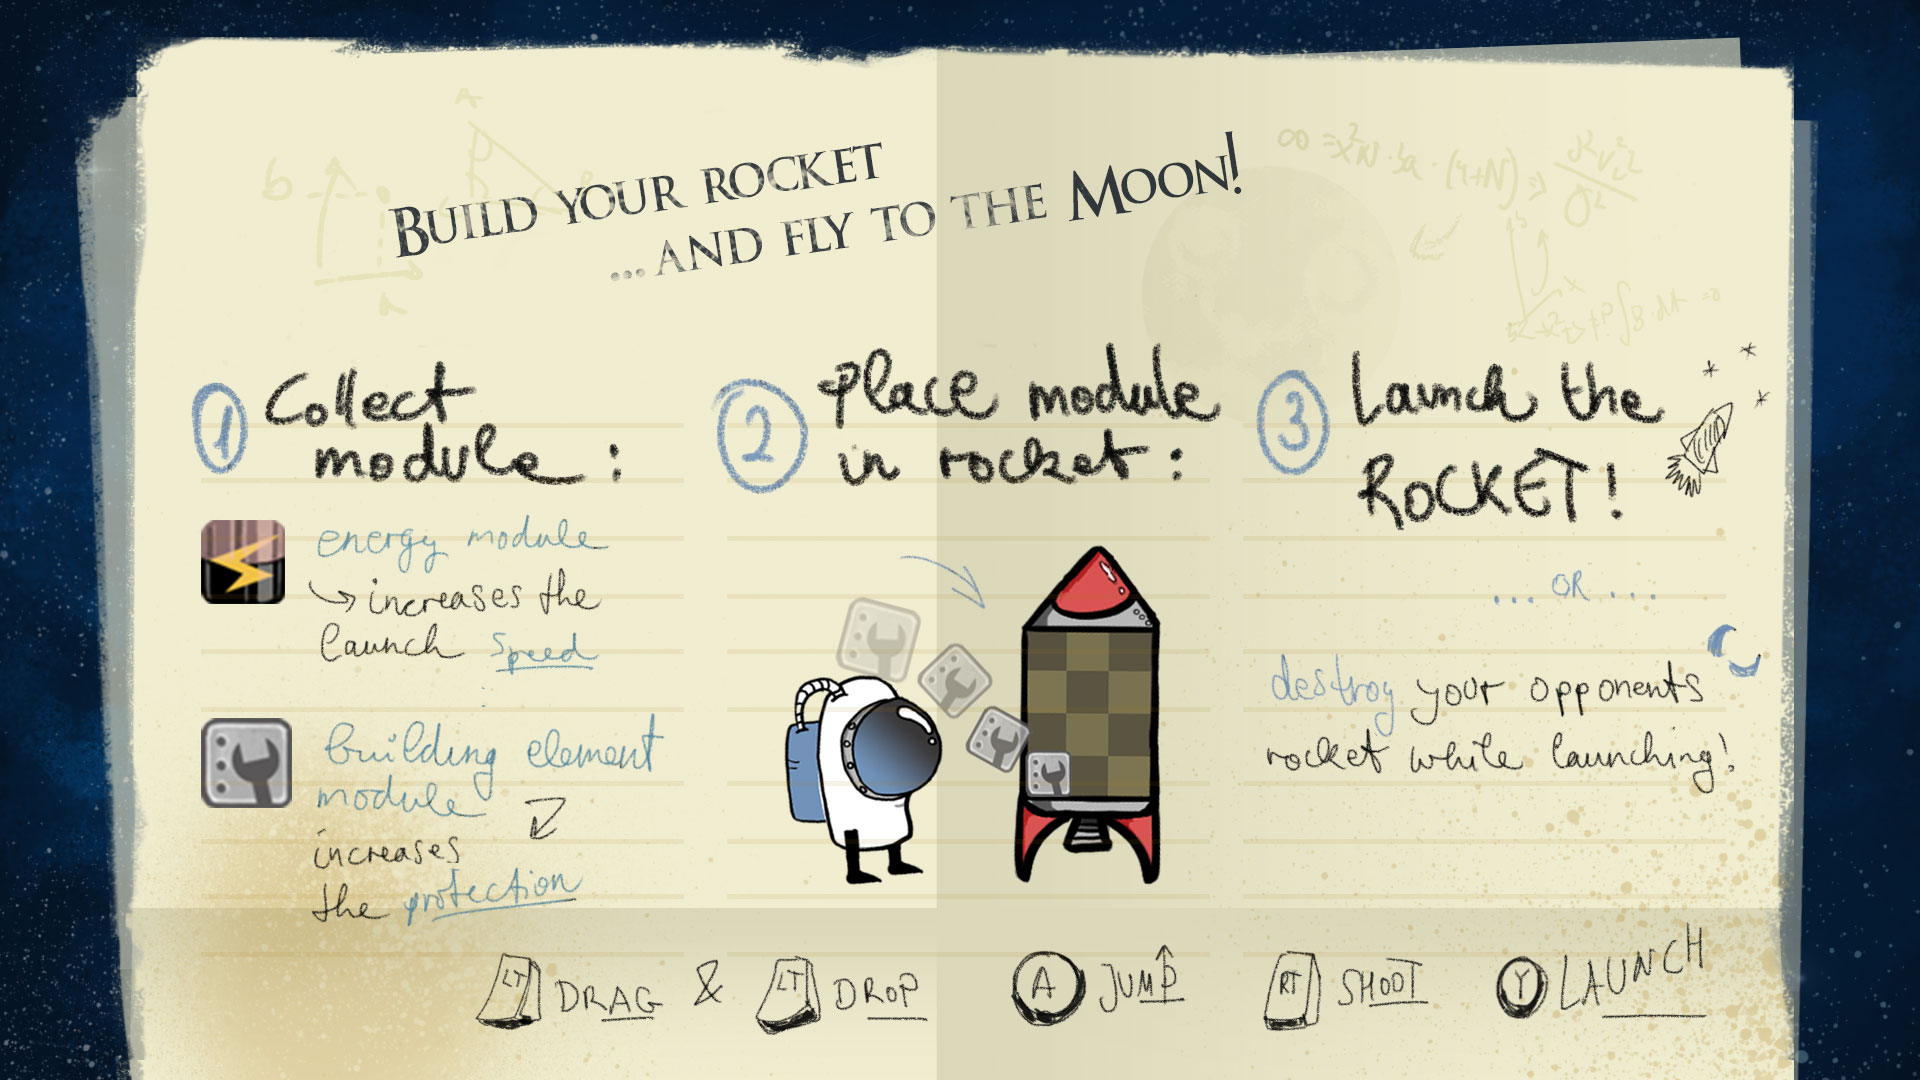 Build your rocket
...and fly to the Moon!
1 Collect
module:
energy module
increases the
launch speed
building element
module
increases
the protection
2 Place module
in rocket:
3 Launch the
ROCKET!
... OR ...
destroy your opponents
rocket while launching!
LT DRAG & LT DROP A JUMP RT SHOOT Y LAUNCH